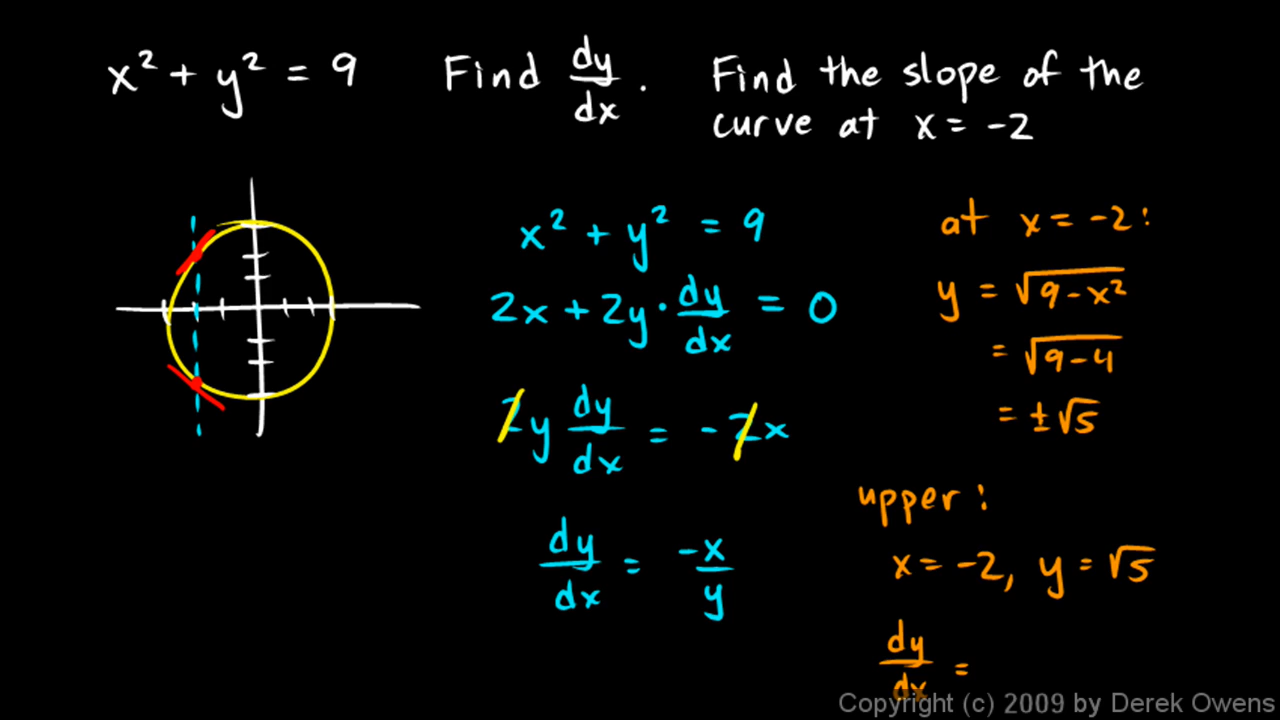 x² + y² = 9 Find dy/dx. Find the slope of the
curve at x = -2
x² + y² = 9
2x + 2y · dy/dx = 0
2y dy/dx = -2x
dy/dx = -x/y
at x = -2:
y = √(9-x²)
= √(9-4)
= ±√5
upper:
x = -2, y = √5
dy/dx =
Copyright (c) 2009 by Derek Owens